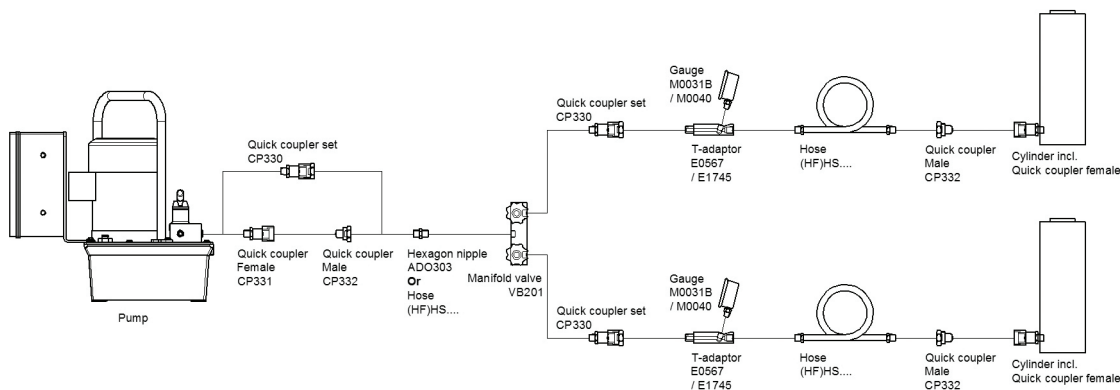 Pump
Quick coupler set
CP330
Quick coupler
Female
CP331
Quick coupler
Male
CP332
Hexagon nipple
ADO303
Or
Hose
(HF)HS....
Manifold valve
VB201
Quick coupler set
CP330
Gauge
M0031B
/ M0040
T-adaptor
E0567
/ E1745
Hose
(HF)HS....
Quick coupler
Male
CP332
Cylinder incl.
Quick coupler female
Quick coupler set
CP330
Gauge
M0031B
/ M0040
T-adaptor
E0567
/ E1745
Hose
(HF)HS....
Quick coupler
Male
CP332
Cylinder incl.
Quick coupler female